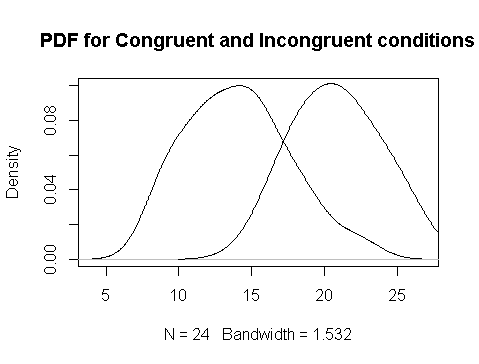 PDF for Congruent and Incongruent conditions
Density
0.08
0.04
0.00
5 10 15 20 25
N = 24 Bandwidth = 1.532